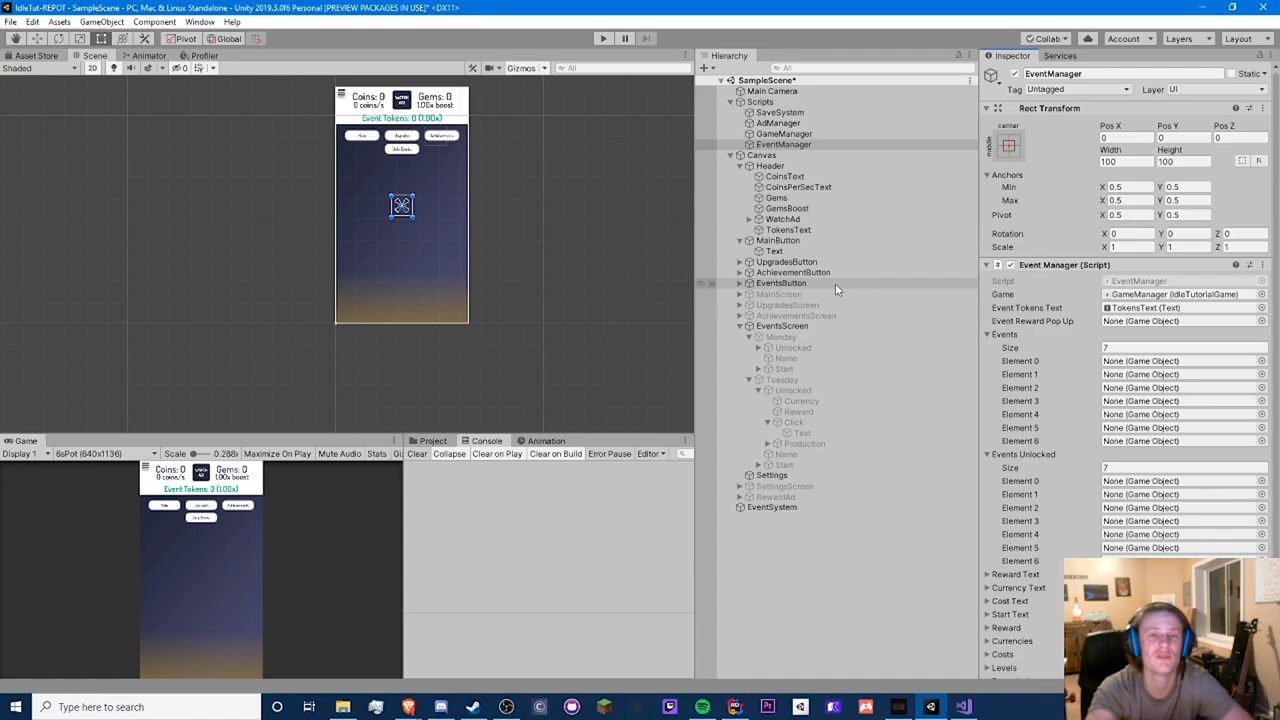 IdleTut-REPOT - SampleScene - PC, Mac & Linux Standalone - Unity 2019.3.0f6 Personal [PREVIEW PACKAGES IN USE]* <DX11>
File Edit Assets GameObject Component Window Help
Pivot Global Collab Account Layers Layout
Asset Store Scene Animator Profiler Hierarchy Inspector Services
Shaded 2D 0 Gizmos All All
SampleScene*
Main Camera
Scripts
SaveSystem
AdManager
GameManager
EventManager
Canvas
Header
CoinsText
CoinsPerSecText
Gems
GemsBoost
WatchAd
TokensText
MainButton
Text
UpgradesButton
AchievementButton
EventsButton
MainScreen
UpgradesScreen
AchievementsScreen
EventsScreen
Monday
Unlocked
Name
Start
Tuesday
Unlocked
Currency
Reward
Click
Text
Production
Name
Start
Settings
SettingsScreen
RewardAd
EventSystem
EventManager Static
Tag Untagged Layer UI
Rect Transform
center Pos X Pos Y Pos Z
middle 0 0 0
Width Height
100 100 R
Anchors
Min X 0.5 Y 0.5
Max X 0.5 Y 0.5
Pivot X 0.5 Y 0.5
Rotation X 0 Y 0 Z 0
Scale X 1 Y 1 Z 1
Event Manager (Script)
Script EventManager
Game GameManager (IdleTutorialGame)
Event Tokens Text TokensText (Text)
Event Reward Pop Up None (Game Object)
Events
Size 7
Element 0 None (Game Object)
Element 1 None (Game Object)
Element 2 None (Game Object)
Element 3 None (Game Object)
Element 4 None (Game Object)
Element 5 None (Game Object)
Element 6 None (Game Object)
Events Unlocked
Size 7
Element 0 None (Game Object)
Element 1 None (Game Object)
Element 2 None (Game Object)
Element 3 None (Game Object)
Element 4 None (Game Object)
Element 5 None (Game Object)
Element 6
Reward Text
Currency Text
Cost Text
Start Text
Reward
Currencies
Costs
Levels
Coins: 0 WATCH AD! Gems: 0
0 coins/s 1.00x boost
Event Tokens: 0 (1.00x)
Game Project Console Animation
Display 1 6sPot (640x1136) Scale 0.288 Maximize On Play Mute Audio Stats Gi Clear Collapse Clear on Play Clear on Build Error Pause Editor
Coins: 0 WATCH AD! Gems: 0
0 coins/s 1.00x boost
Event Tokens: 0 (1.00x)
Type here to search